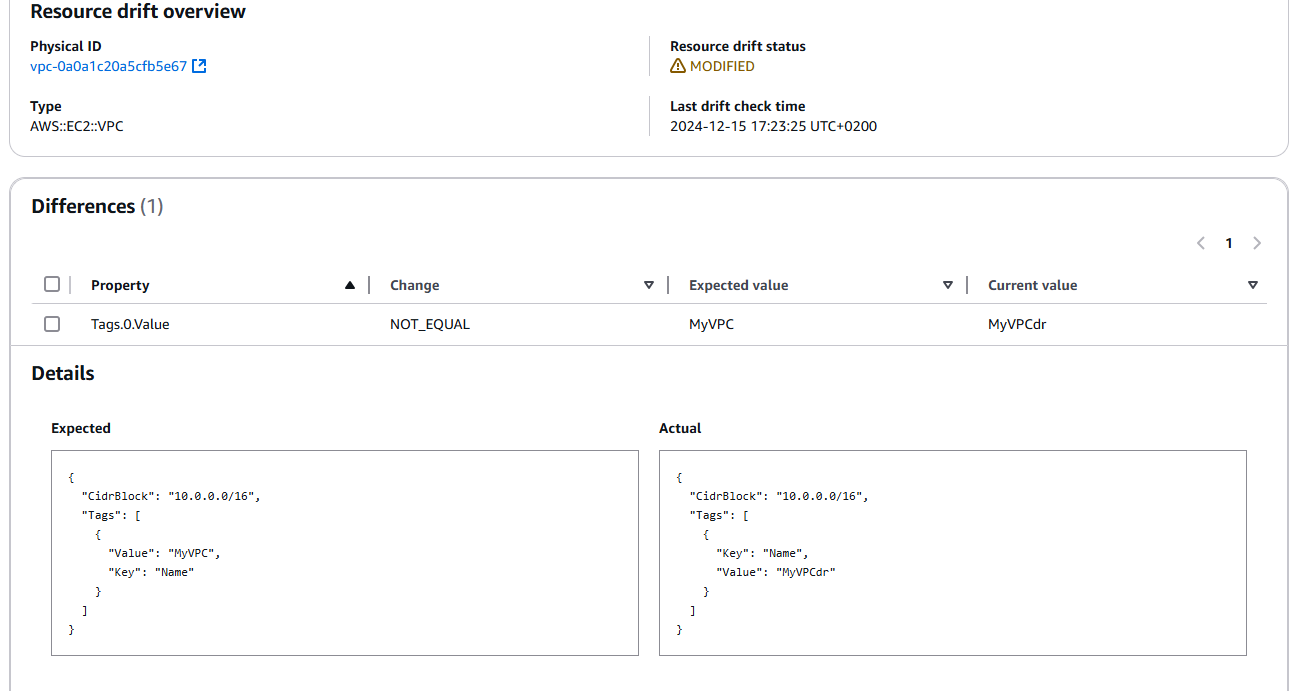 Resource drift overview
Physical ID
vpc-0a0a1c20a5cfb5e67
Resource drift status
MODIFIED
Type
AWS::EC2::VPC
Last drift check time
2024-12-15 17:23:25 UTC+0200
Differences (1)
1
Property Change Expected value Current value
Tags.0.Value NOT_EQUAL MyVPC MyVPCdr
Details
Expected
{
  "CidrBlock": "10.0.0.0/16",
  "Tags": [
    {
      "Value": "MyVPC",
      "Key": "Name"
    }
  ]
}
Actual
{
  "CidrBlock": "10.0.0.0/16",
  "Tags": [
    {
      "Key": "Name",
      "Value": "MyVPCdr"
    }
  ]
}